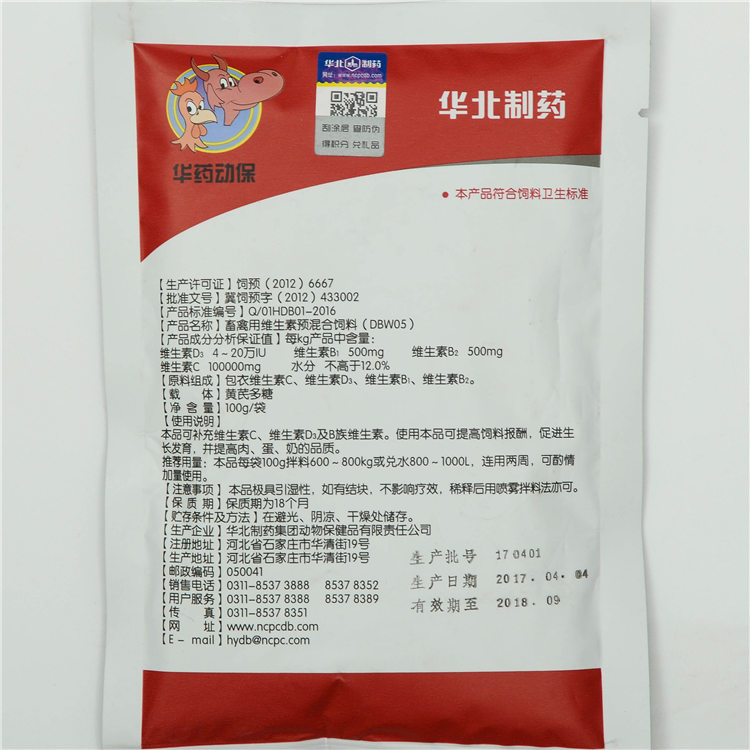 华北制药
网址：www.ncpcdb.com
刮涂层 查防伪
得积分 兑礼品
华北制药
华药动保
● 本产品符合饲料卫生标准
【生产许可证】饲预（2012）6667
【批准文号】冀饲预字（2012）433002
【产品标准编号】Q/01HDB01-2016
【产品名称】畜禽用维生素预混合饲料（DBW05）
【产品成分分析保证值】每kg产品中含量：
维生素D₃ 4～20万IU 维生素B₁ 500mg 维生素B₂ 500mg
维生素C 100000mg 水分 不高于12.0%
【原料组成】包衣维生素C、维生素D₃、维生素B₁、维生素B₂。
【载 体】黄芪多糖
【净 含 量】100g/袋
【使用说明】
本品可补充维生素C、维生素D₃及B族维生素。使用本品可提高饲料报酬，促进生
长发育，并提高肉、蛋、奶的品质。
推荐用量：本品每袋100g拌料600～800kg或兑水800～1000L，连用两周，可酌情
加量使用。
【注意事项】本品极具引湿性，如有结块，不影响疗效，稀释后用喷雾拌料法亦可。
【保 质 期】保质期为18个月
【贮存条件及方法】在避光、阴凉、干燥处储存。
【生产企业】华北制药集团动物保健品有限责任公司
【注册地址】河北省石家庄市华清街19号
【生产地址】河北省石家庄市华清街19号
【邮政编码】050041
【销售电话】0311-8537 3888 8537 8352
【用户服务】0311-8537 8388 8537 8389
【传 真】0311-8537 8351
【网 址】www.ncpcdb.com
【E - mail】hydb@ncpc.com
生产批号 170401
生产日期 2017.04.04
有效期至 2018.09